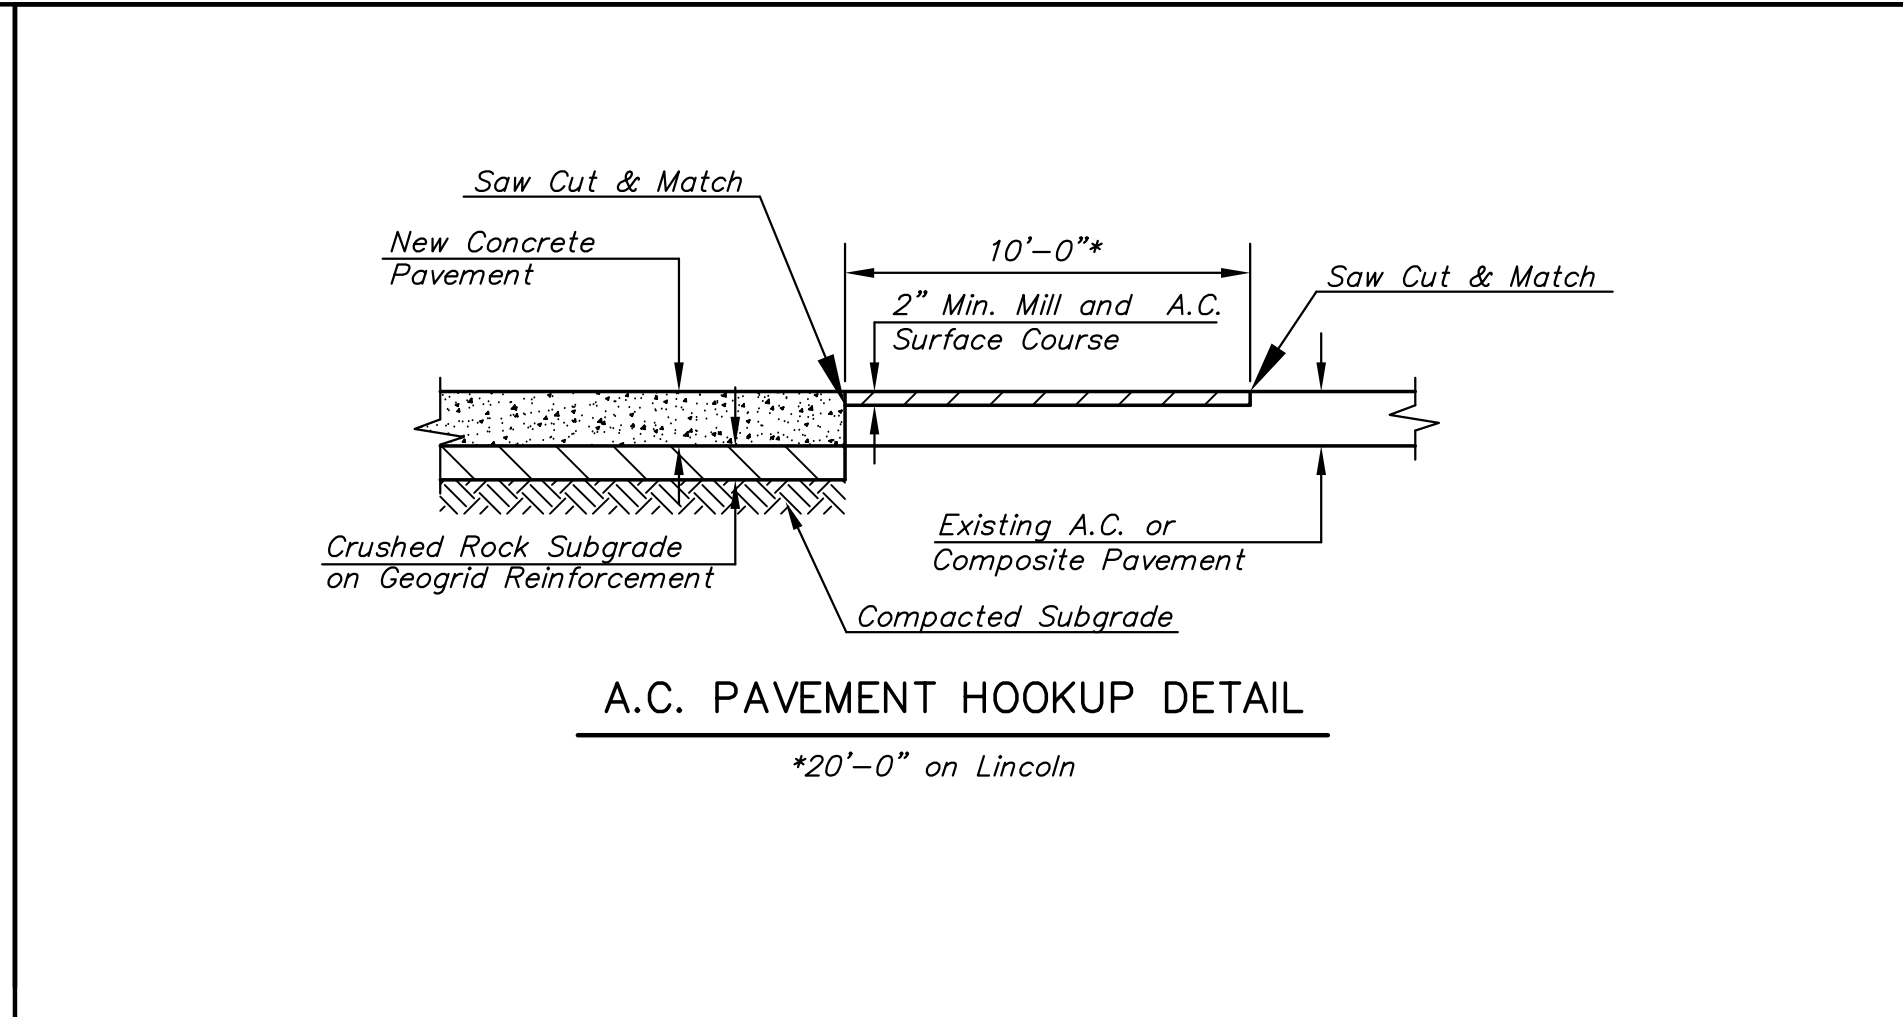 Saw Cut & Match
New Concrete
Pavement
10'-0"*
2" Min. Mill and A.C.
Surface Course
Saw Cut & Match
Crushed Rock Subgrade
on Geogrid Reinforcement
Existing A.C. or
Composite Pavement
Compacted Subgrade
A.C. PAVEMENT HOOKUP DETAIL
*20'-0" on Lincoln